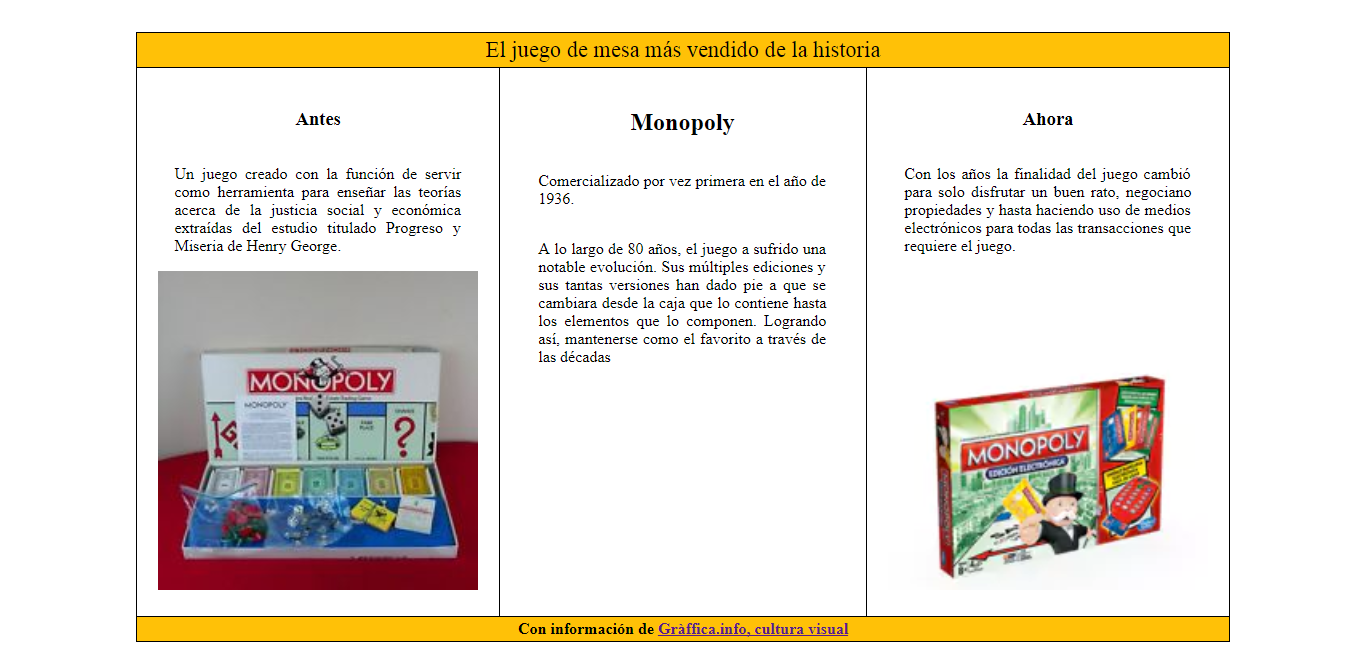 El juego de mesa más vendido de la historia
Antes
Un juego creado con la función de servir
como herramienta para enseñar las teorías
acerca de la justicia social y económica
extraídas del estudio titulado Progreso y
Miseria de Henry George.
MONOPOLY
MONOPOLY
Monopoly
Comercializado por vez primera en el año de
1936.
A lo largo de 80 años, el juego a sufrido una
notable evolución. Sus múltiples ediciones y
sus tantas versiones han dado pie a que se
cambiara desde la caja que lo contiene hasta
los elementos que lo componen. Logrando
así, mantenerse como el favorito a través de
las décadas
Ahora
Con los años la finalidad del juego cambió
para solo disfrutar un buen rato, negociano
propiedades y hasta haciendo uso de medios
electrónicos para todas las transacciones que
requiere el juego.
MONOPOLY
EDICIÓN ELECTRÓNICA
MONOPOLY
Con información de Gràffica.info, cultura visual